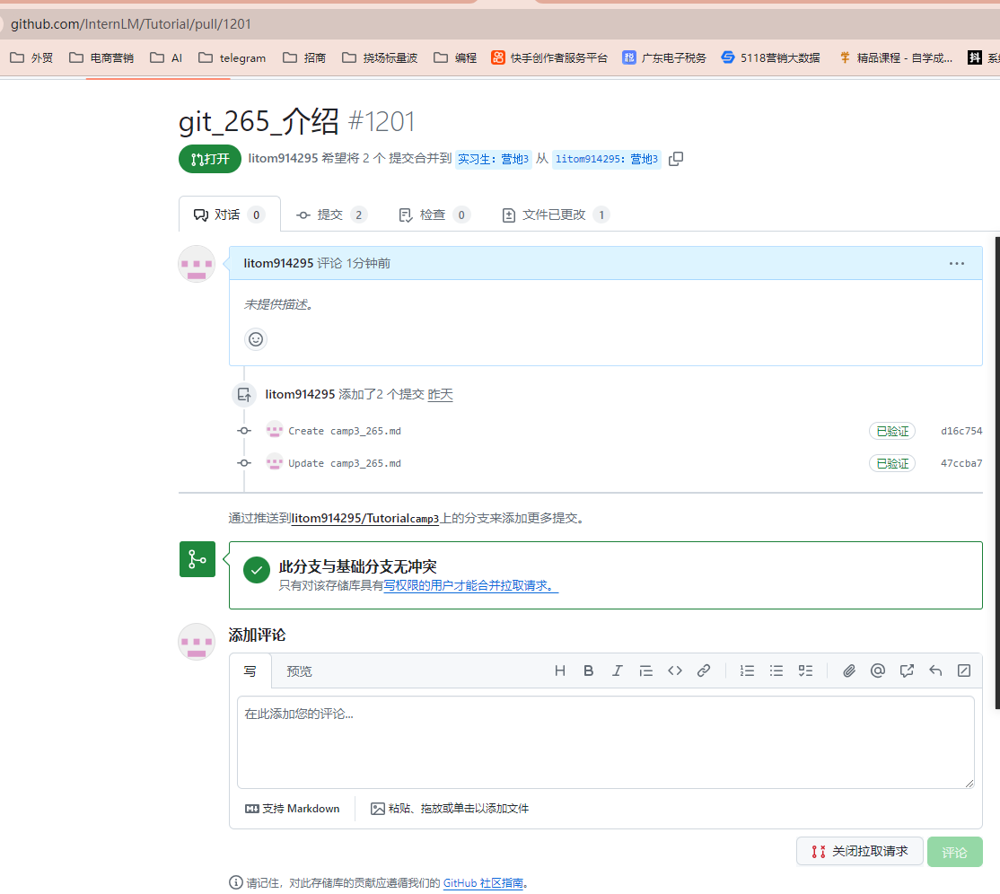 github.com/InternLM/Tutorial/pull/1201
外贸 电商营销 AI telegram 招商 挠场标量波 编程 快手创作者服务平台 税 广东电子税务 5118营销大数据 精品课程 - 自学成... 抖 系
git_265_介绍 #1201
打开 litom914295 希望将 2 个 提交合并到 实习生：营地3 从 litom914295：营地3
对话 0 提交 2 检查 0 文件已更改 1
litom914295 评论 1分钟前
未提供描述。
litom914295 添加了2 个提交 昨天
Create camp3_265.md 已验证 d16c754
Update camp3_265.md 已验证 47ccba7
通过推送到litom914295/Tutorialcamp3上的分支来添加更多提交。
此分支与基础分支无冲突
只有对该存储库具有写权限的用户才能合并拉取请求。
添加评论
写 预览
在此添加您的评论...
支持 Markdown 粘贴、拖放或单击以添加文件
关闭拉取请求 评论
请记住，对此存储库的贡献应遵循我们的 GitHub 社区指南。